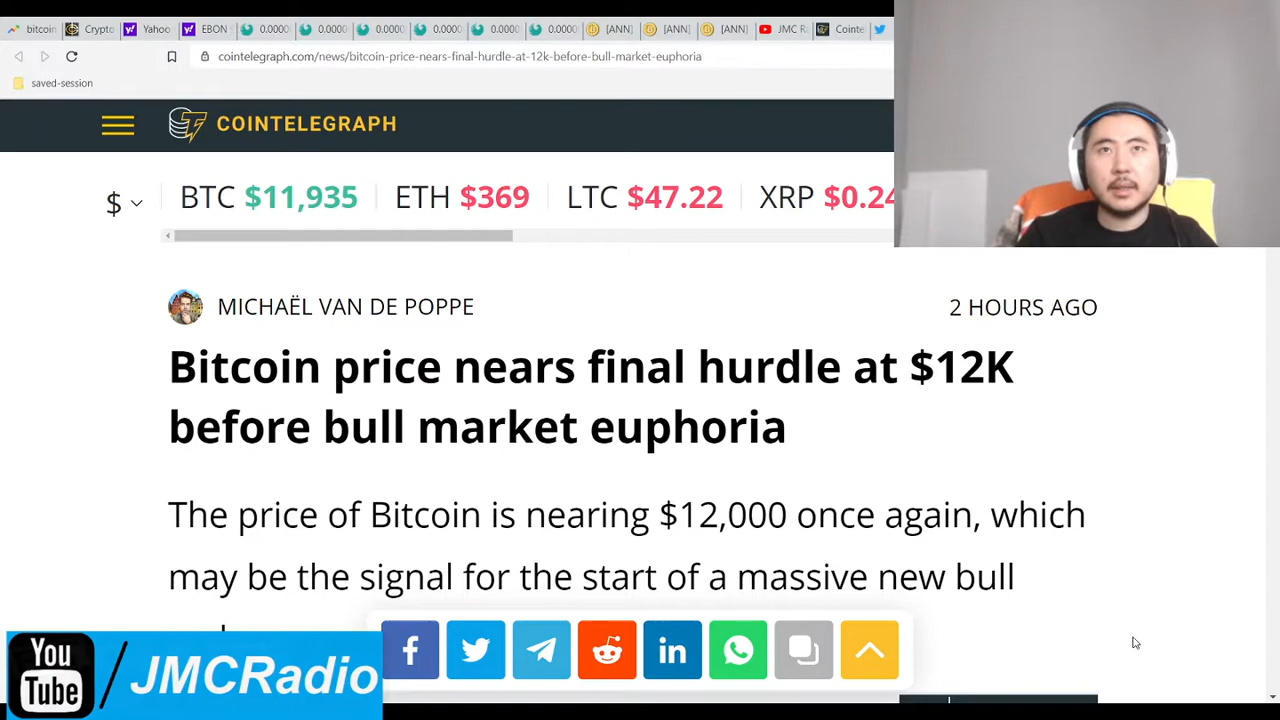 bitcoin Crypto Yahoo EBON 0.0000 0.0000 0.0000 0.0000 0.0000 0.0000 [ANN] [ANN] [ANN] JMC R Cointe
cointelegraph.com/news/bitcoin-price-nears-final-hurdle-at-12k-before-bull-market-euphoria
saved-session
COINTELEGRAPH
$ BTC $11,935 ETH $369 LTC $47.22 XRP $0.24
MICHAËL VAN DE POPPE 2 HOURS AGO
Bitcoin price nears final hurdle at $12K
before bull market euphoria
The price of Bitcoin is nearing $12,000 once again, which
may be the signal for the start of a massive new bull
You
Tube
/ JMCRadio